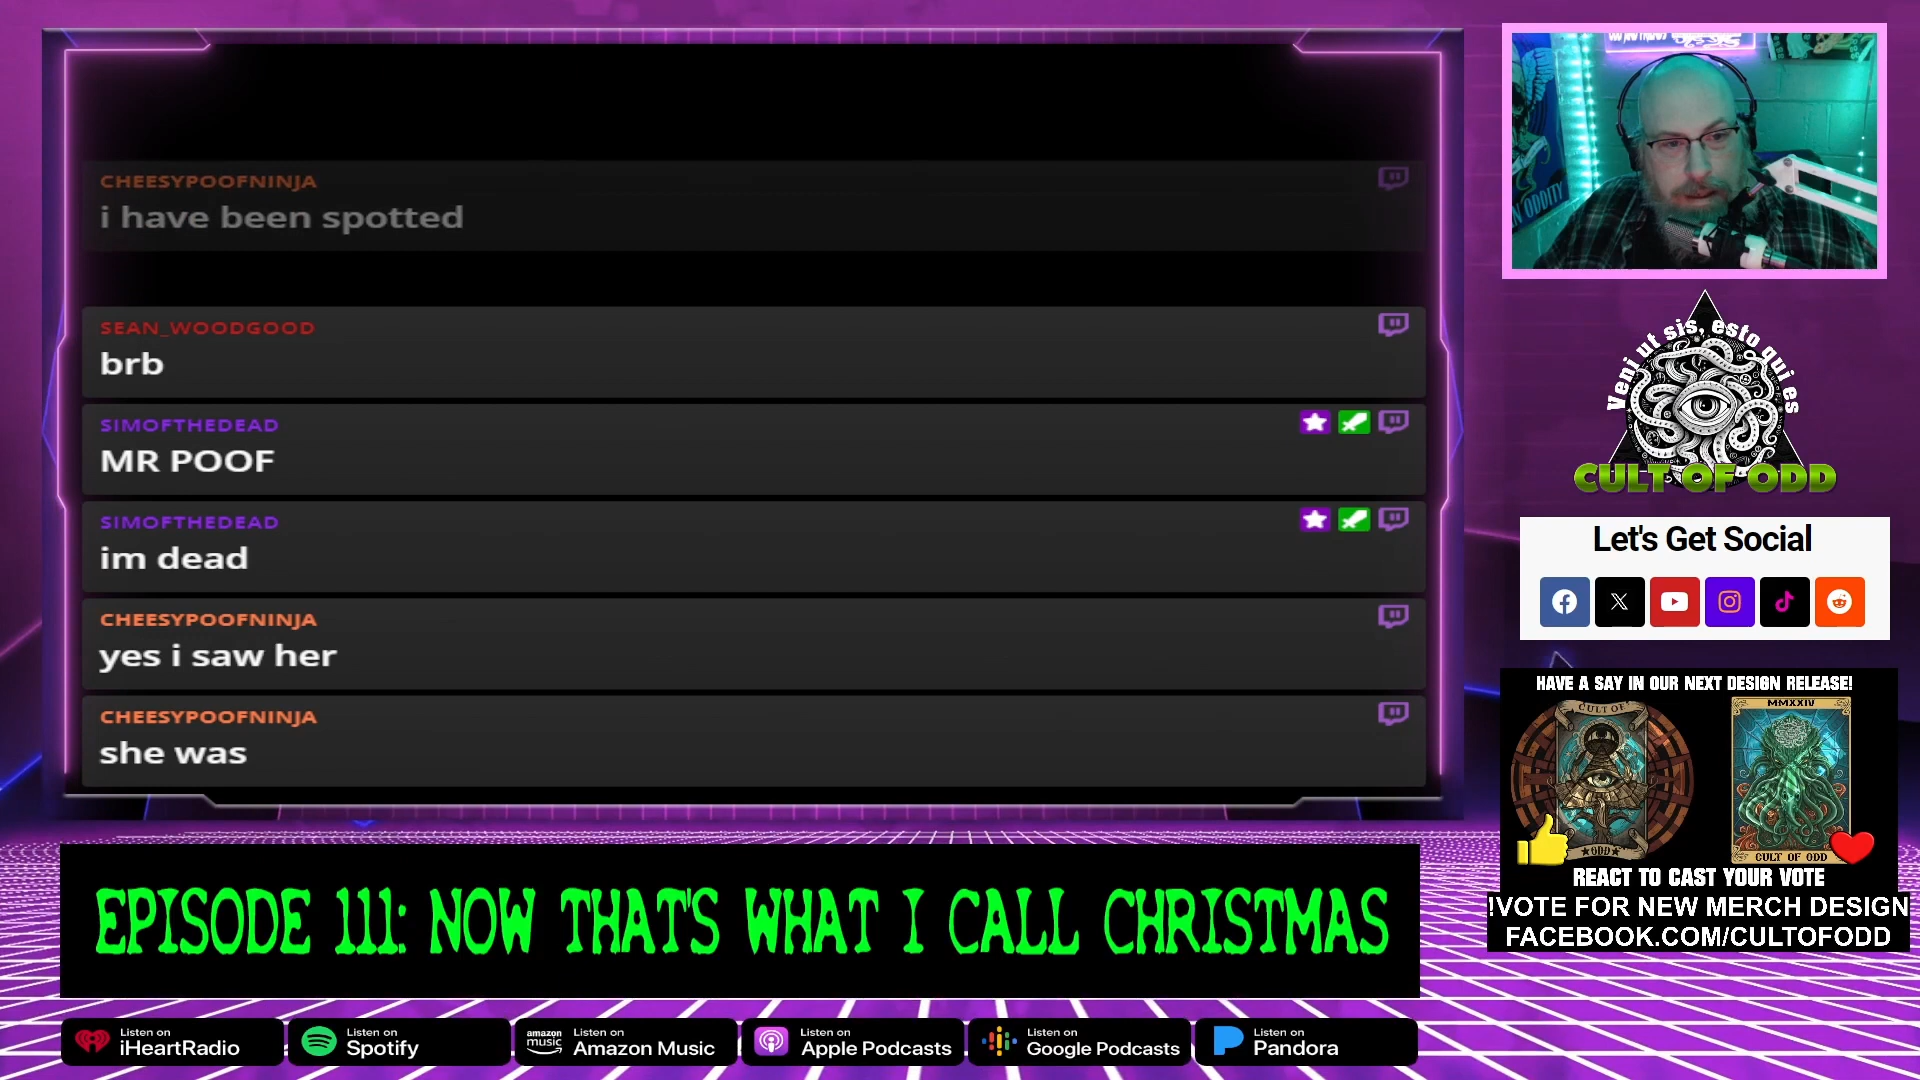 CHEESYPOOFNINJA
i have been spotted
SEAN_WOODGOOD
brb
SIMOFTHEDEAD
MR POOF
SIMOFTHEDEAD
im dead
CHEESYPOOFNINJA
yes i saw her
CHEESYPOOFNINJA
she was
EPISODE 111: NOW THAT'S WHAT I CALL CHRISTMAS
Listen on
iHeartRadio
Listen on
Spotify
amazon
music
Listen on
Amazon Music
Listen on
Apple Podcasts
Listen on
Google Podcasts
Listen on
Pandora
N ODDITY
Veni ut sis, esto qui es
CULT OF ODD
Let's Get Social
HAVE A SAY IN OUR NEXT DESIGN RELEASE!
CULT OF
★ODD★
MMXXIV
CULT OF ODD
REACT TO CAST YOUR VOTE
!VOTE FOR NEW MERCH DESIGN
FACEBOOK.COM/CULTOFODD